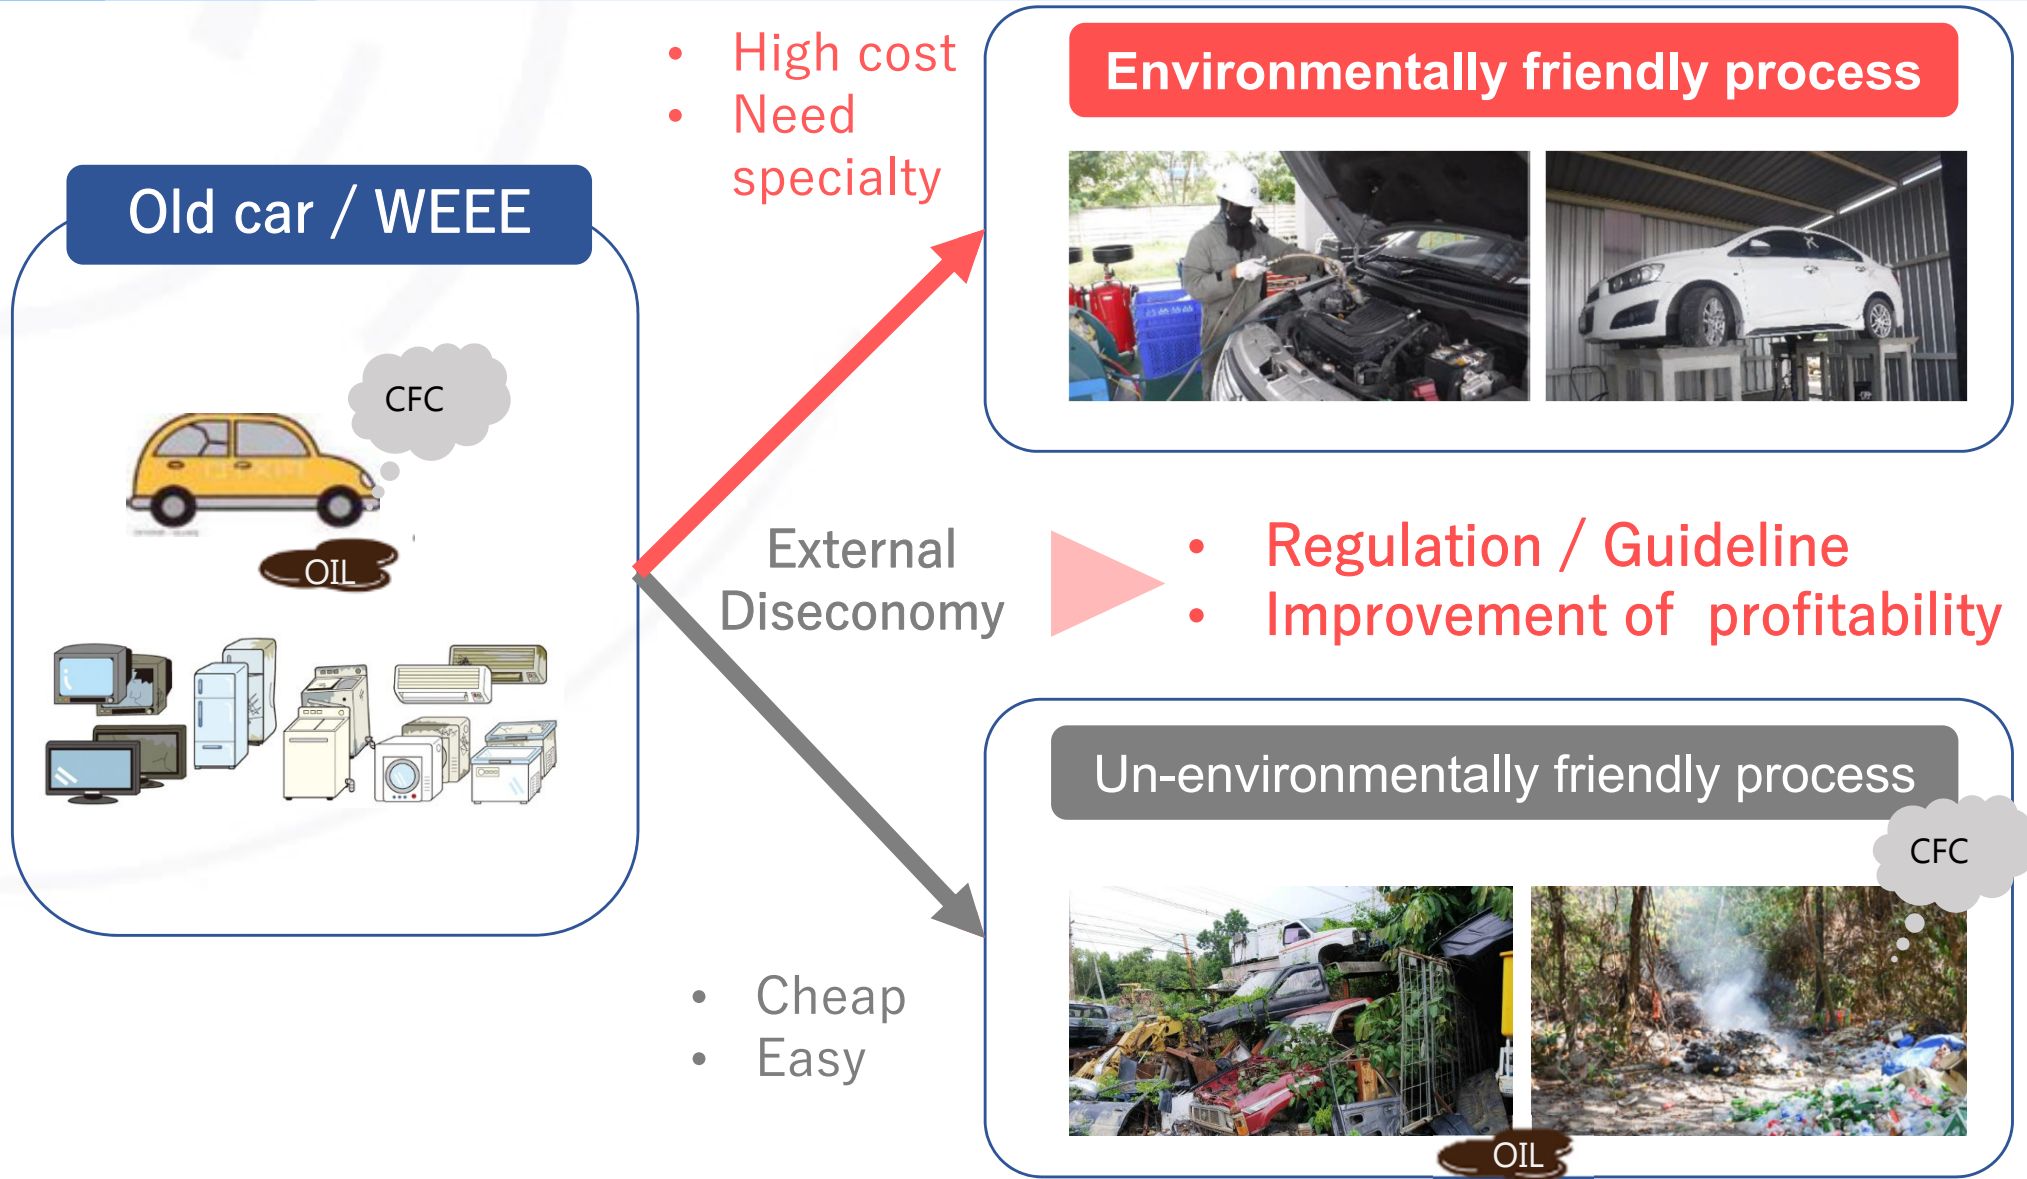 Old car / WEEE
CFC
OIL
• High cost
• Need
specialty
Environmentally friendly process
External
Diseconomy
• Regulation / Guideline
• Improvement of profitability
• Cheap
• Easy
Un-environmentally friendly process
CFC
OIL